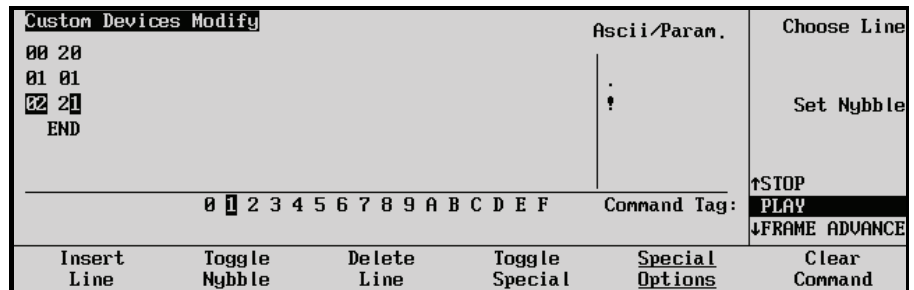 Custom Devices Modify
Ascii/Param.
Choose Line
00 20
01 01
.
02 21
!
Set Nybble
END
↑STOP
0 1 2 3 4 5 6 7 8 9 A B C D E F
Command Tag:
PLAY
↓FRAME ADVANCE
Insert Line
Toggle Nybble
Delete Line
Toggle Special
Special Options
Clear Command